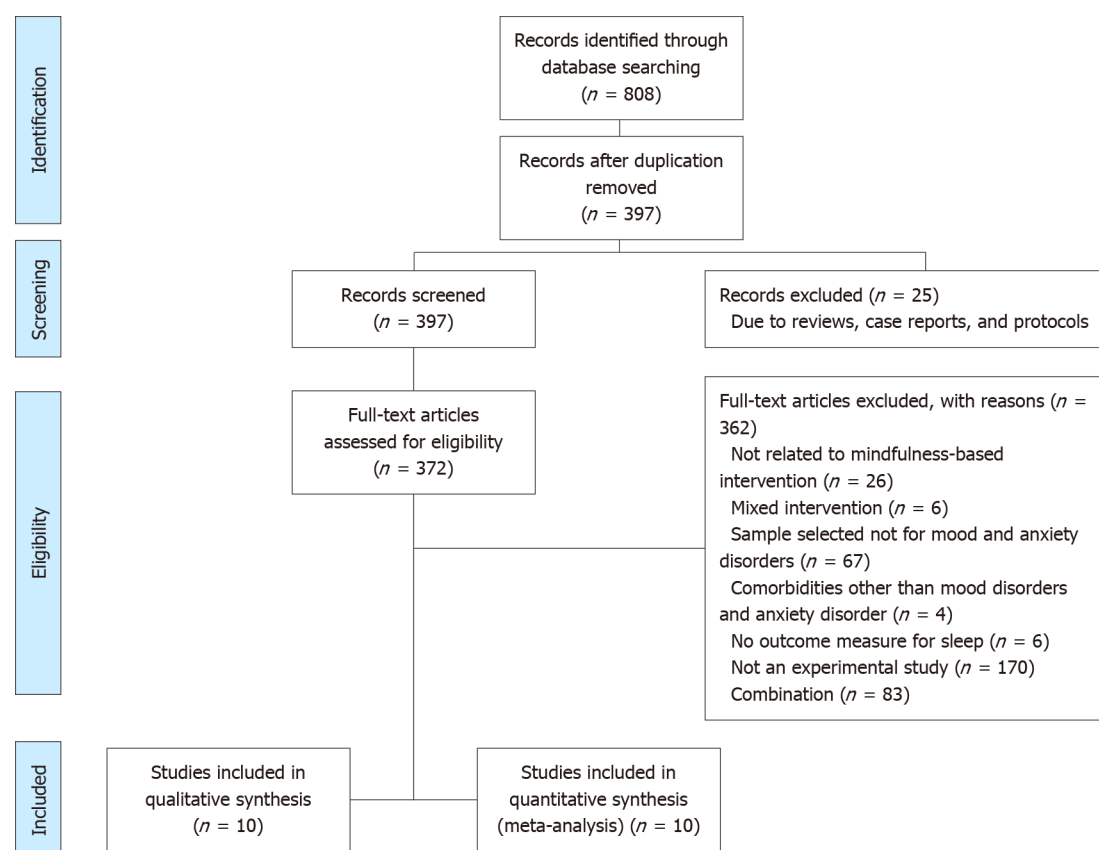 Identification
Records identified through
database searching
(n = 808)
Records after duplication
removed
(n = 397)
Screening
Records screened
(n = 397)
Records excluded (n = 25)
Due to reviews, case reports, and protocols
Eligibility
Full-text articles
assessed for eligibility
(n = 372)
Full-text articles excluded, with reasons (n =
362)
Not related to mindfulness-based
intervention (n = 26)
Mixed intervention (n = 6)
Sample selected not for mood and anxiety
disorders (n = 67)
Comorbidities other than mood disorders
and anxiety disorder (n = 4)
No outcome measure for sleep (n = 6)
Not an experimental study (n = 170)
Combination (n = 83)
Included
Studies included in
qualitative synthesis
(n = 10)
Studies included in
quantitative synthesis
(meta-analysis) (n = 10)